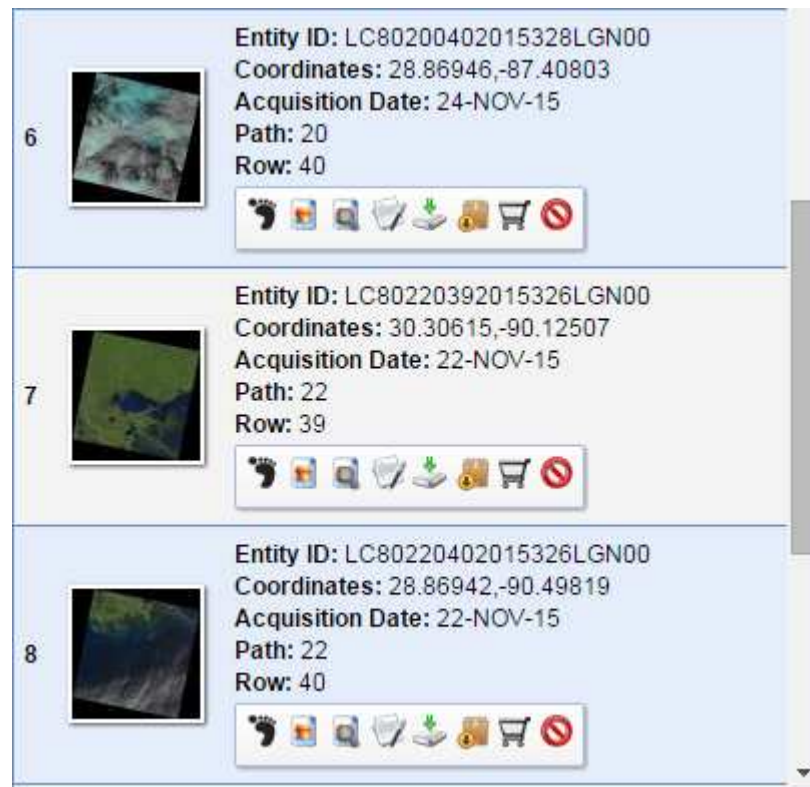 6
Entity ID: LC80200402015328LGN00
Coordinates: 28.86946,-87.40803
Acquisition Date: 24-NOV-15
Path: 20
Row: 40
7
Entity ID: LC80220392015326LGN00
Coordinates: 30.30615,-90.12507
Acquisition Date: 22-NOV-15
Path: 22
Row: 39
8
Entity ID: LC80220402015326LGN00
Coordinates: 28.86942,-90.49819
Acquisition Date: 22-NOV-15
Path: 22
Row: 40